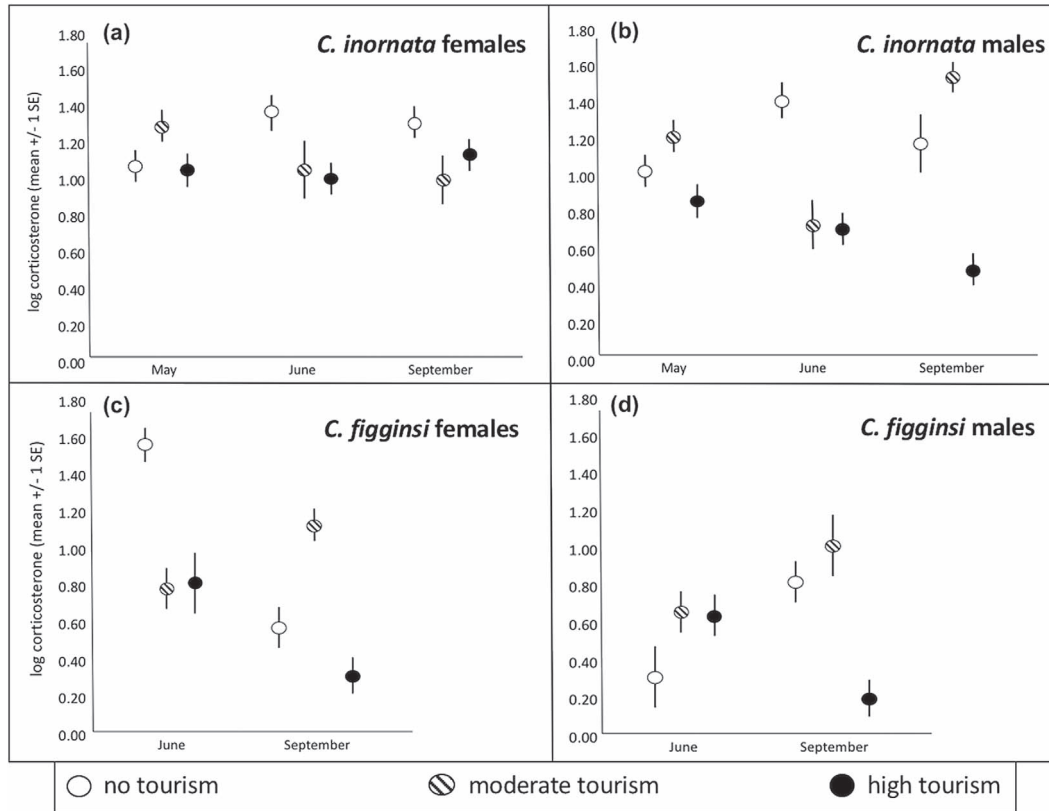 (a)
C. inornata females
log corticosterone (mean +/- 1 SE)
1.80
1.60
1.40
1.20
1.00
0.80
0.60
0.40
0.20
0.00
May June September
(b)
C. inornata males
1.80
1.60
1.40
1.20
1.00
0.80
0.60
0.40
0.20
0.00
May June September
(c)
C. figginsi females
log corticosterone (mean +/- 1 SE)
1.80
1.60
1.40
1.20
1.00
0.80
0.60
0.40
0.20
0.00
June September
(d)
C. figginsi males
1.80
1.60
1.40
1.20
1.00
0.80
0.60
0.40
0.20
0.00
June September
no tourism moderate tourism high tourism